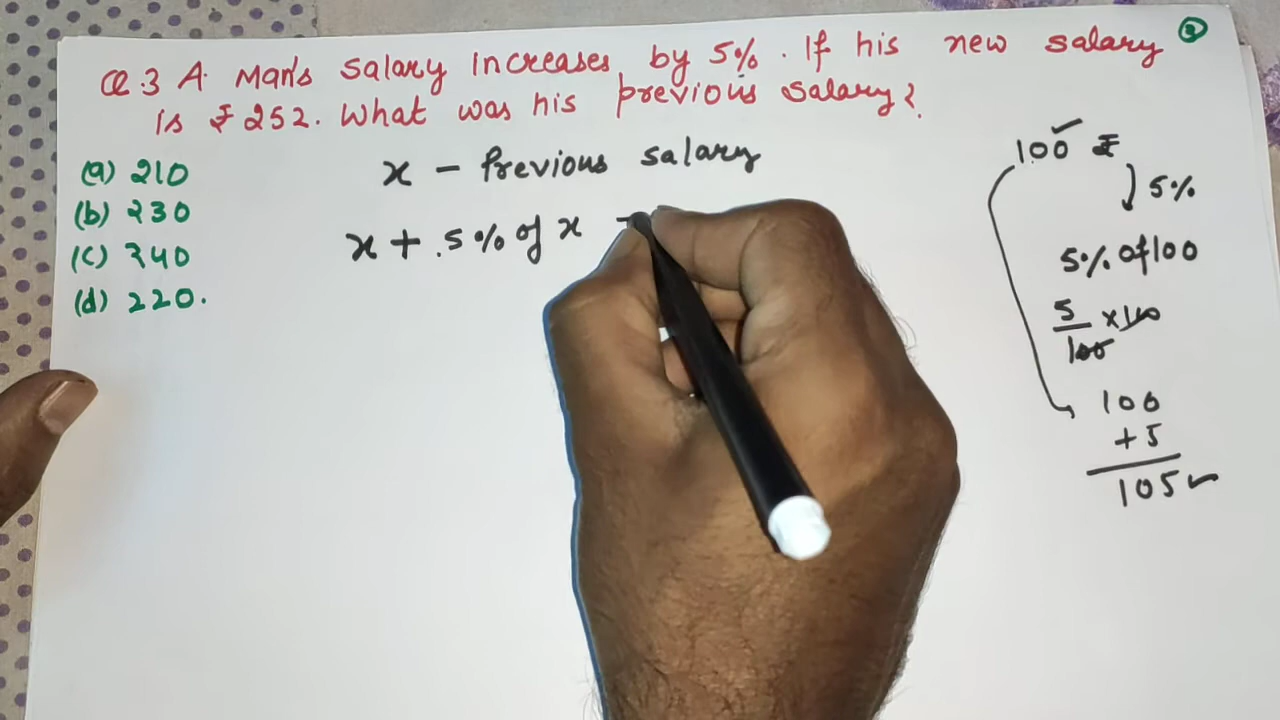 ③
Q.3 A Man's salary increases by 5%. If his new salary
is ₹ 252. What was his previous salary?
(a) 210
(b) 230
(c) 240
(d) 220.
x - Previous salary
x + 5% of x
100 ₹
5%
5% of 100
5/100 x 100
100
+ 5
105